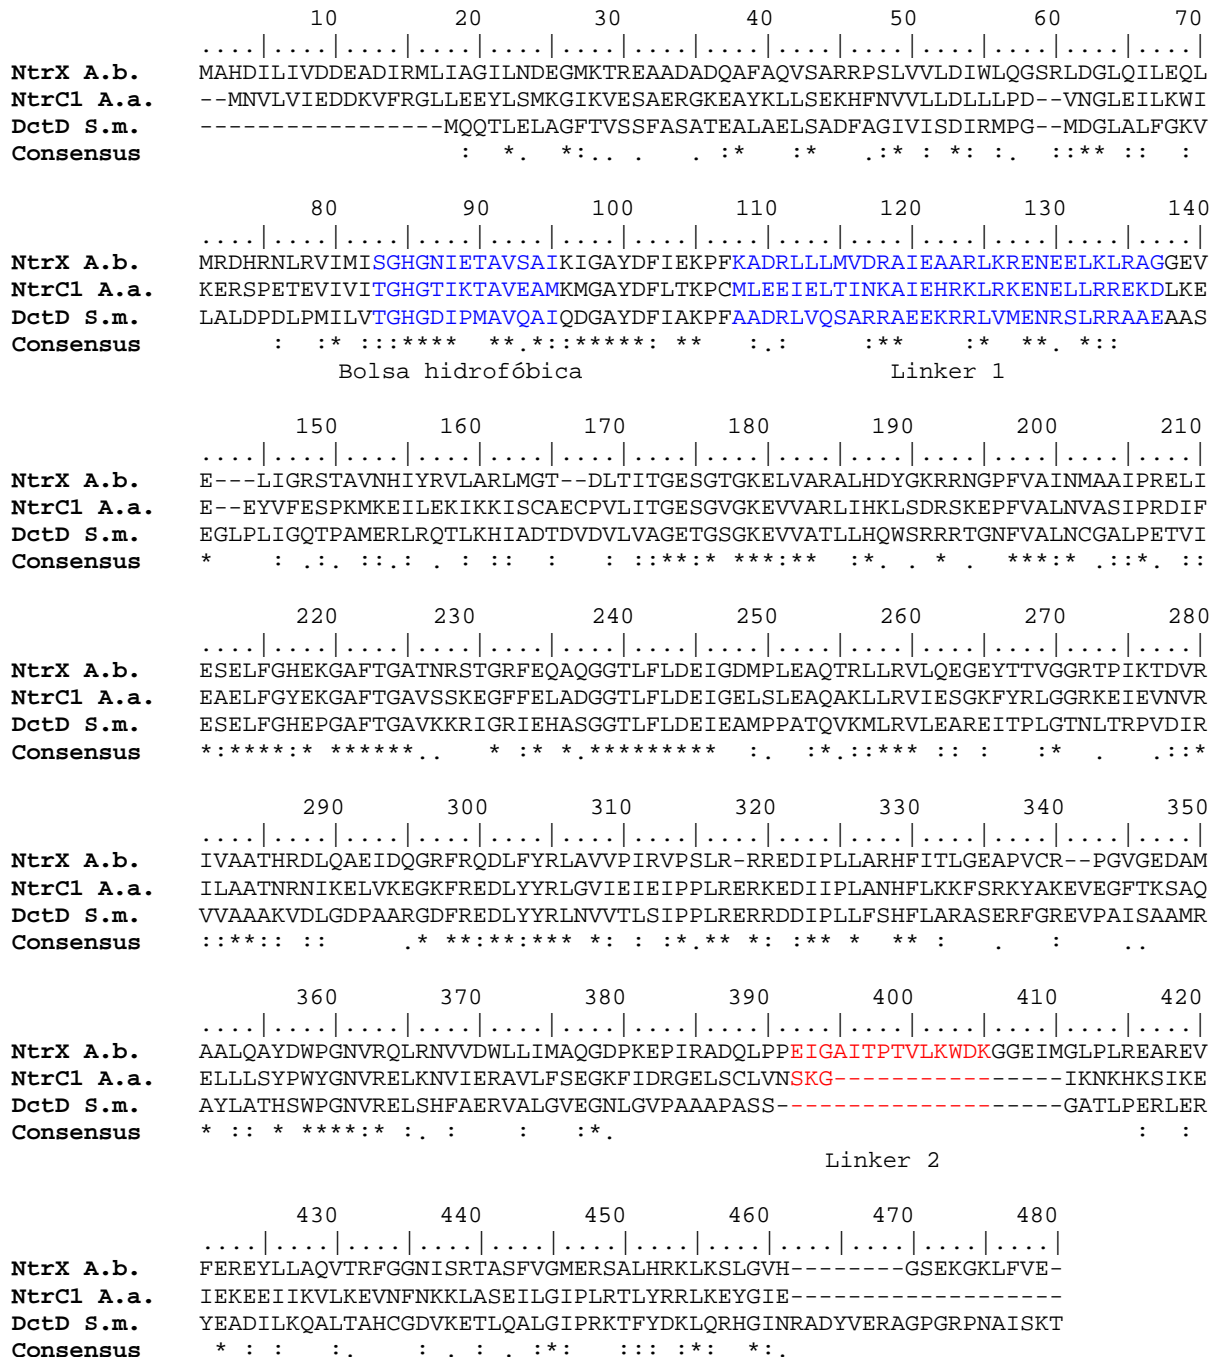 10 20 30 40 50 60 70
....|....|....|....|....|....|....|....|....|....|....|....|....|....|
NtrX A.b. MAHDILIVDDEADIRMLIAGILNDEGMKTREAADADQAFAQVSARRPSLVVLDIWLQGSRLDGLQILEQL
NtrC1 A.a. --MNVLVIEDDKVFRGLLEEYLSMKGIKVESAERGKEAYKLLSEKHFNVVLLDLLLPD--VNGLEILKWI
DctD S.m. -----------------MQQTLELAGFTVSSFASATEALAELSADFAGIVISDIRMPG--MDGLALFGKV
Consensus : *. *:.. . . :* :* .:* : *: :. ::** :: :
80 90 100 110 120 130 140
....|....|....|....|....|....|....|....|....|....|....|....|....|....|
NtrX A.b. MRDHRNLRVIMISGHGNIETAVSAIKIGAYDFIEKPFKADRLLLMVDRAIEAARLKRENEELKLRAGGEV
NtrC1 A.a. KERSPETEVIVITGHGTIKTAVEAMKMGAYDFLTKPCMLEEIELTINKAIEHRKLRKENELLRREKDLKE
DctD S.m. LALDPDLPMILVTGHGDIPMAVQAIQDGAYDFIAKPFAADRLVQSARRAEEKRRLVMENRSLRRAAEAAS
Consensus : :* ::::**** **.*:: *****: ** :.: :** :* **. *::
Bolsa hidrofóbica Linker 1
150 160 170 180 190 200 210
....|....|....|....|....|....|....|....|....|....|....|....|....|....|
NtrX A.b. E---LIGRSTAVNHIYRVLARLMGT--DLTITGESGTGKELVARALHDYGKRRNGPFVAINMAAIPRELI
NtrC1 A.a. E--EYVFESPKMKEILEKIKKISCAECPVLITGESGVGKEVVARLIHKLSDRSKEPFVALNVASIPRDIF
DctD S.m. EGLPLIGQTPAMERLRQTLKHIADTDVDVLVAGETGSGKEVVATLLHQWSRRRTGNFVALNCGALPETVI
Consensus * : .:. ::.: : :: : : ::**:* ***:** :*. . * . ***:* .::*. ::
220 230 240 250 260 270 280
....|....|....|....|....|....|....|....|....|....|....|....|....|....|
NtrX A.b. ESELFGHEKGAFTGATNRSTGRFEQAQGGTLFLDEIGDMPLEAQTRLLRVLQEGEYTTVGGRTPIKTDVR
NtrC1 A.a. EAELFGYEKGAFTGAVSSKEGFFELADGGTLFLDEIGELSLEAQAKLLRVIESGKFYRLGGRKEIEVNVR
DctD S.m. ESELFGHEPGAFTGAVKKRIGRIEHASGGTLFLDEIEAMPPATQVKMLRVLEAREITPLGTNLTRPVDIR
Consensus *:****:* ******.. * :* *.********* :. :*.::***:: : :* . .::*
290 300 310 320 330 340 350
....|....|....|....|....|....|....|....|....|....|....|....|....|....|
NtrX A.b. IVAATHRDLQAEIDQGRFRQDLFYRLAVVPIRVPSLR-RREDIPLLARHFITLGEAPVCR--PGVGEDAM
NtrC1 A.a. ILAATNRNIKELVKEGKFREDLYYRLGVIEIEIPPLRERKEDIIPLANHFLKKFSRKYAKEVEGFTKSAQ
DctD S.m. VVAAAKVDLGDPAARGDFREDLYYRLNVVTLSIPPLRERRDDIPLLFSHFLARASERFGREVPAISAAMR
Consensus ::**:: :: .* **:**:*** *: : :*.** *: :** * **: . : ..
360 370 380 390 400 410 420
....|....|....|....|....|....|....|....|....|....|....|....|....|....|
NtrX A.b. AALQAYDWPGNVRQLRNVVDWLLIMAQGDPKEPIRADQLPPEIGAITPTVLKWDKGGEIMGLPLREAREV
NtrC1 A.a. ELLLSYPWYGNVRELKNVIERAVLFSEGKFIDRGELSCLVNSKG----------------IKNKHKSIKE
DctD S.m. AYLATHSWPGNVRELSHFAERVALGVEGNLGVPAAAPASS--------------------GATLPERLER
Consensus * :: * ****:* :. : : :*. : :
Linker 2
430 440 450 460 470 480
....|....|....|....|....|....|....|....|....|....|....|....|
NtrX A.b. FEREYLLAQVTRFGGNISRTASFVGMERSALHRKLKSLGVH--------GSEKGKLFVE-
NtrC1 A.a. IEKEEIIKVLKEVNFNKKLASEILGIPLRTLYRRLKEYGIE-------------------
DctD S.m. YEADILKQALTAHCGDVKETLQALGIPRKTFYDKLQRHGINRADYVERAGPGRPNAISKT
Consensus * : : :. : . : . :*: ::: :*: *:.